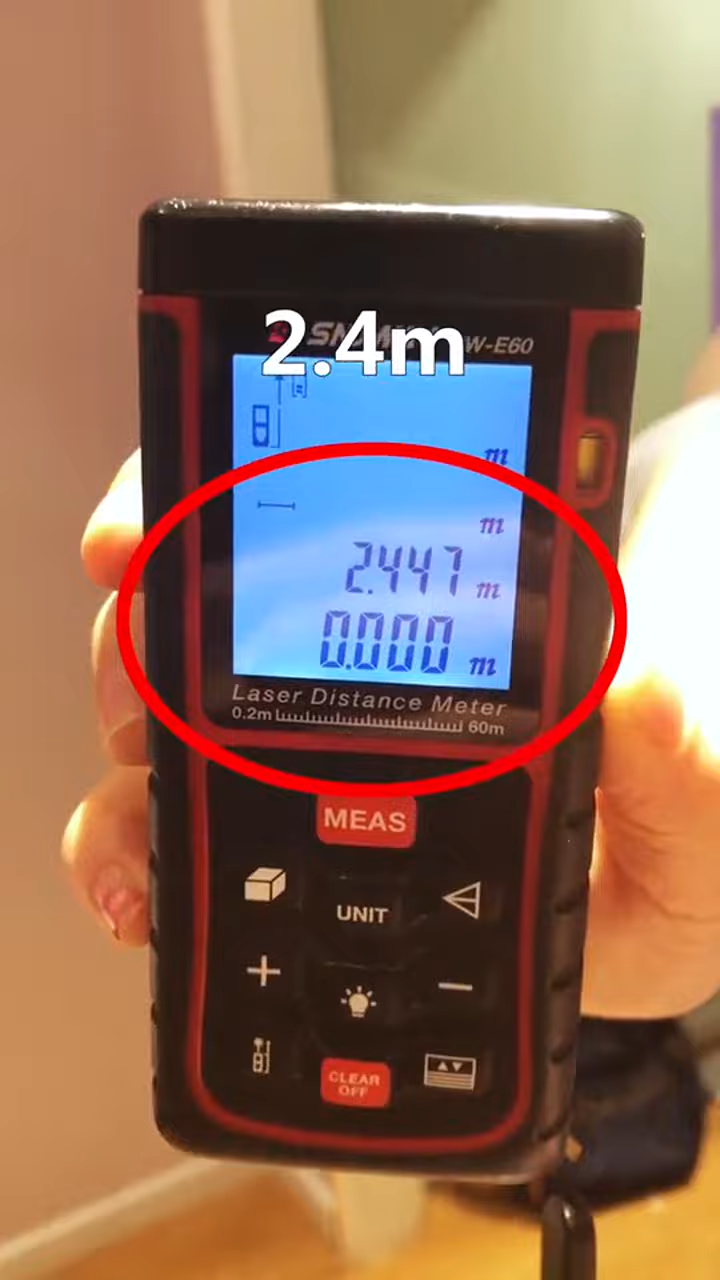 2.4m
W-E60
m
m
2.447 m
0.000 m
Laser Distance Meter
0.2m 60m
MEAS
UNIT
CLEAR
OFF